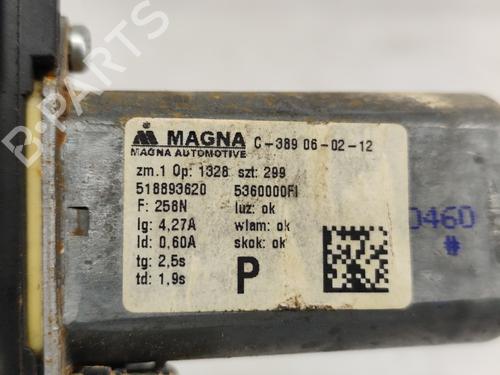 MAGNA C-389 06-02-12
MAGNA AUTOMOTIVE
zm.1 Op: 1328 szt: 299
518893620 5360000FI
F: 258N luz: ok
Ig: 4,27A wlam: ok
Id: 0,60A skok: ok
tg: 2,5s
td: 1,9s
P
0460
#
B-PARTS